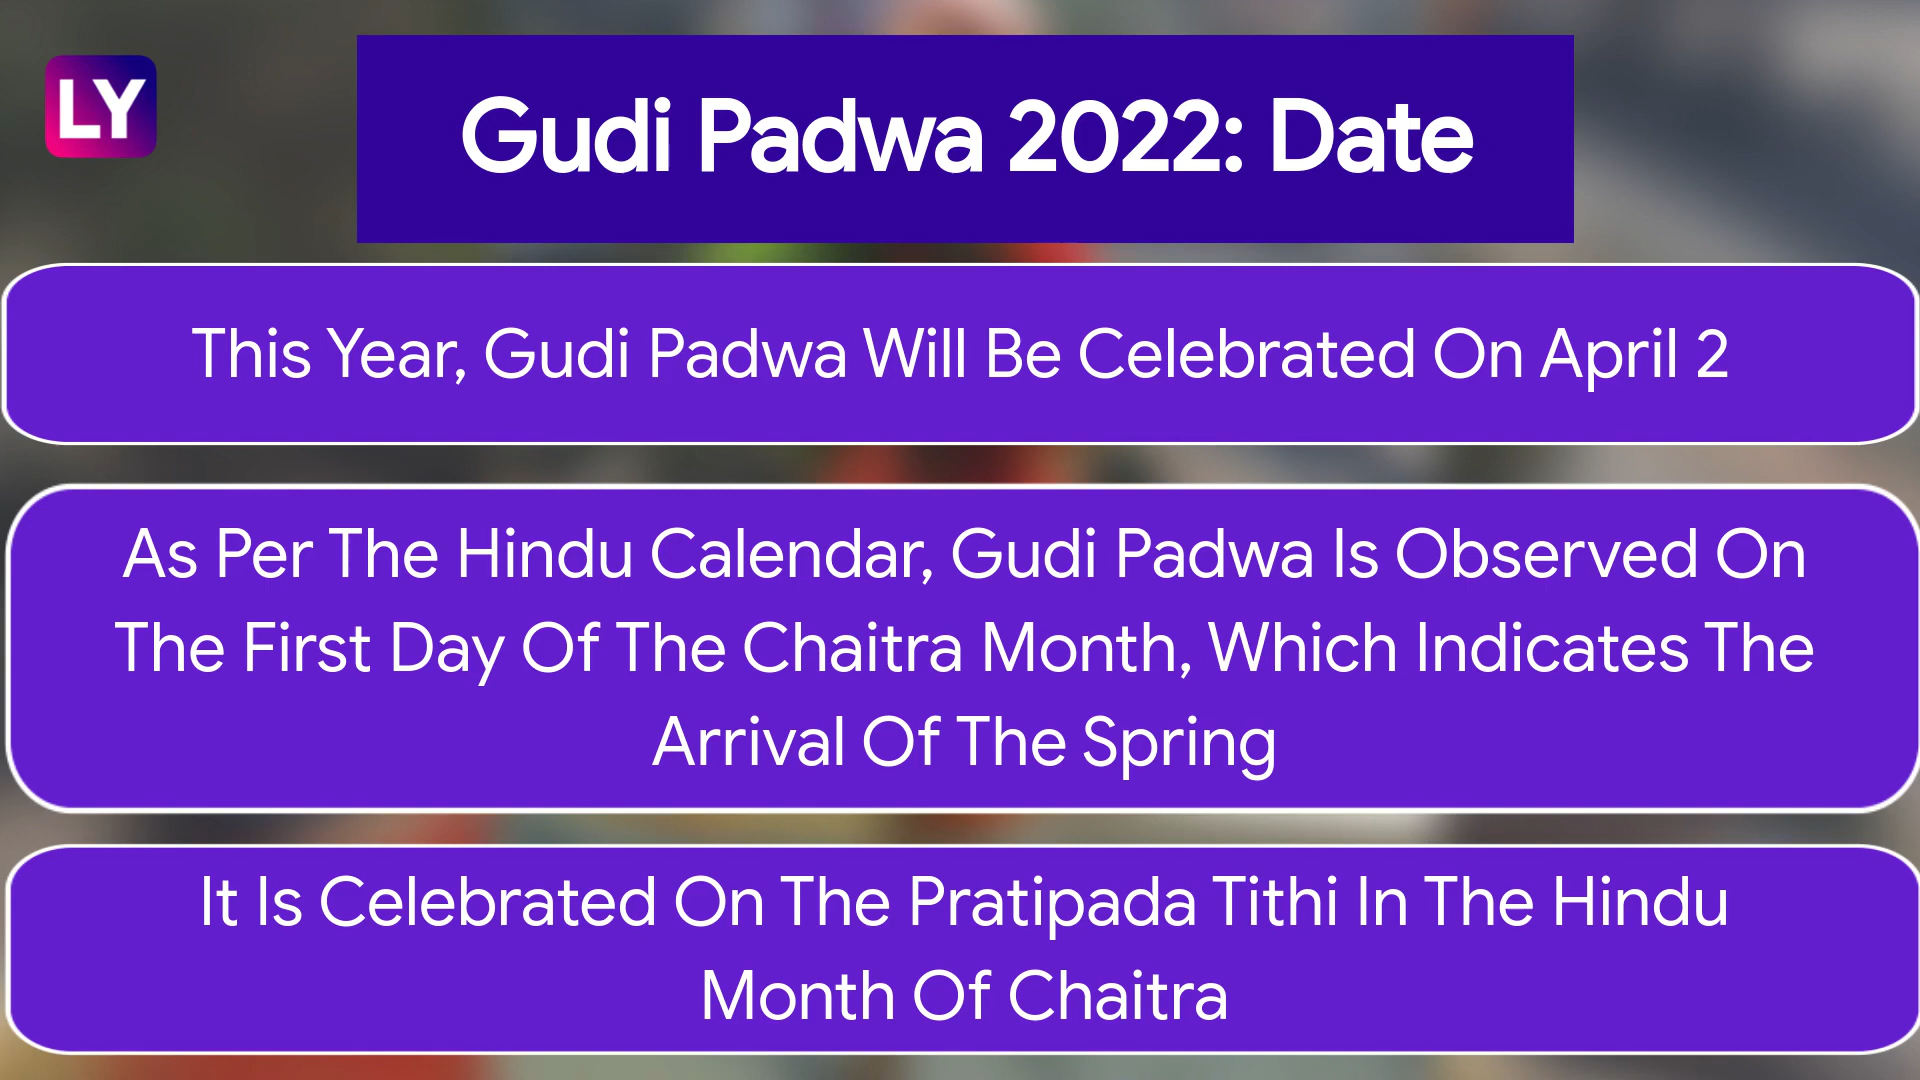 LY
Gudi Padwa 2022: Date
This Year, Gudi Padwa Will Be Celebrated On April 2
As Per The Hindu Calendar, Gudi Padwa Is Observed On
The First Day Of The Chaitra Month, Which Indicates The
Arrival Of The Spring
It Is Celebrated On The Pratipada Tithi In The Hindu
Month Of Chaitra